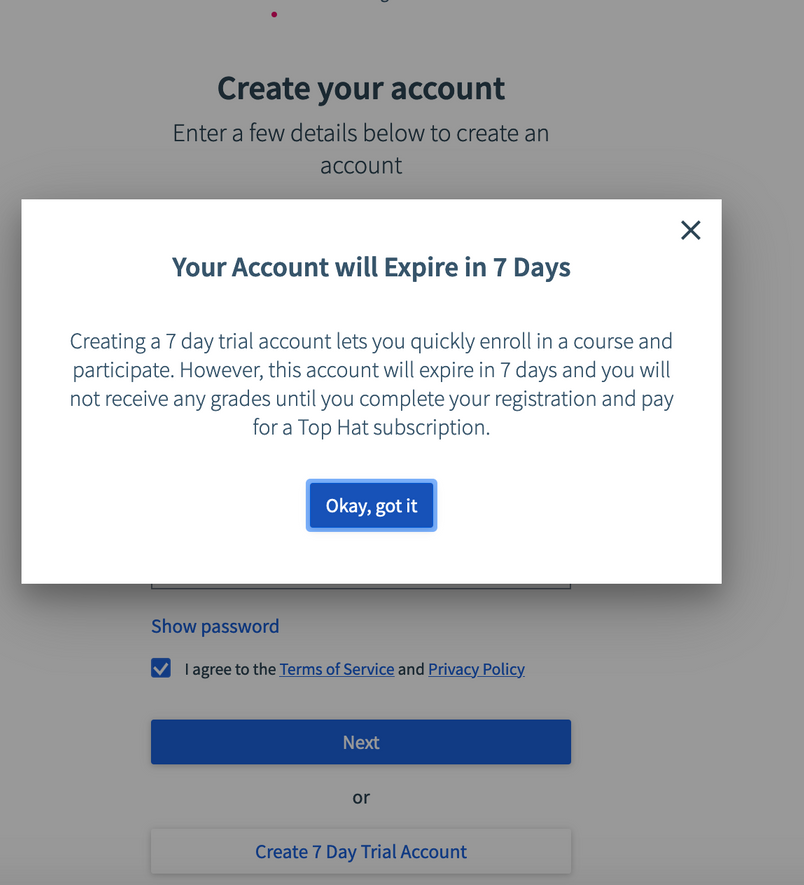 Create your account
Enter a few details below to create an
account
Your Account will Expire in 7 Days
Creating a 7 day trial account lets you quickly enroll in a course and
participate. However, this account will expire in 7 days and you will
not receive any grades until you complete your registration and pay
for a Top Hat subscription.
Okay, got it
Show password
I agree to the Terms of Service and Privacy Policy
Next
or
Create 7 Day Trial Account